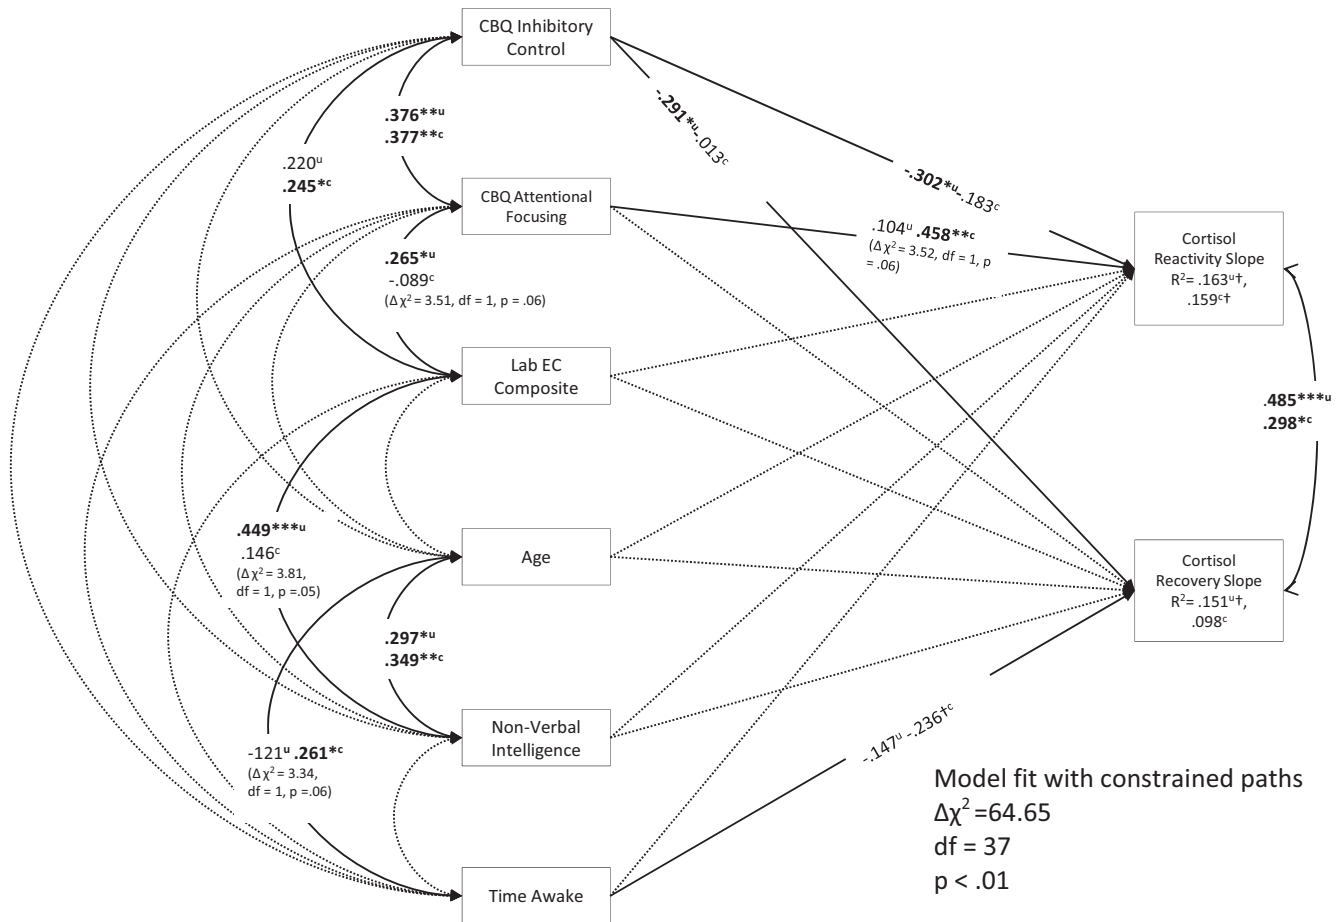 CBQ Inhibitory
Control
.376**ᵘ
.377**ᶜ
-.291*ᵘ-.013ᶜ
.220ᵘ
.245*ᶜ
-.302*ᵘ-.183ᶜ
CBQ Attentional
Focusing
.104ᵘ .458**ᶜ
(Δ χ² = 3.52, df = 1, p
= .06)
Cortisol
Reactivity Slope
R²= .163ᵘ†,
.159ᶜ†
.265*ᵘ
-.089ᶜ
(Δ χ² = 3.51, df = 1, p = .06)
Lab EC
Composite
.485***ᵘ
.298*ᶜ
.449***ᵘ
.146ᶜ
(Δ χ² = 3.81,
df = 1, p =.05)
Age
Cortisol
Recovery Slope
R²= .151ᵘ†,
.098ᶜ
.297*ᵘ
.349**ᶜ
Non-Verbal
Intelligence
-121ᵘ .261*ᶜ
(Δ χ² = 3.34,
df = 1, p =.06)
-.147ᵘ -.236†ᶜ
Model fit with constrained paths
Δχ² =64.65
df = 37
p < .01
Time Awake